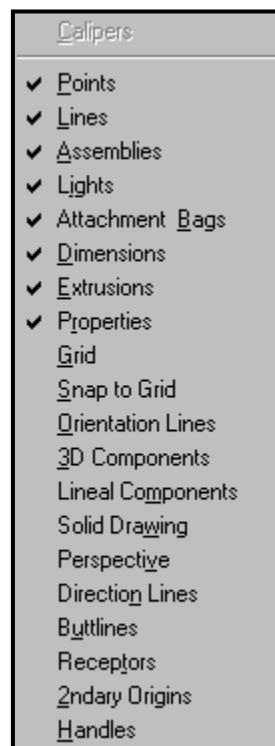 Calipers
Points
Lines
Assemblies
Lights
Attachment Bags
Dimensions
Extrusions
Properties
Grid
Snap to Grid
Orientation Lines
3D Components
Lineal Components
Solid Drawing
Perspective
Direction Lines
Buttlines
Receptors
2ndary Origins
Handles